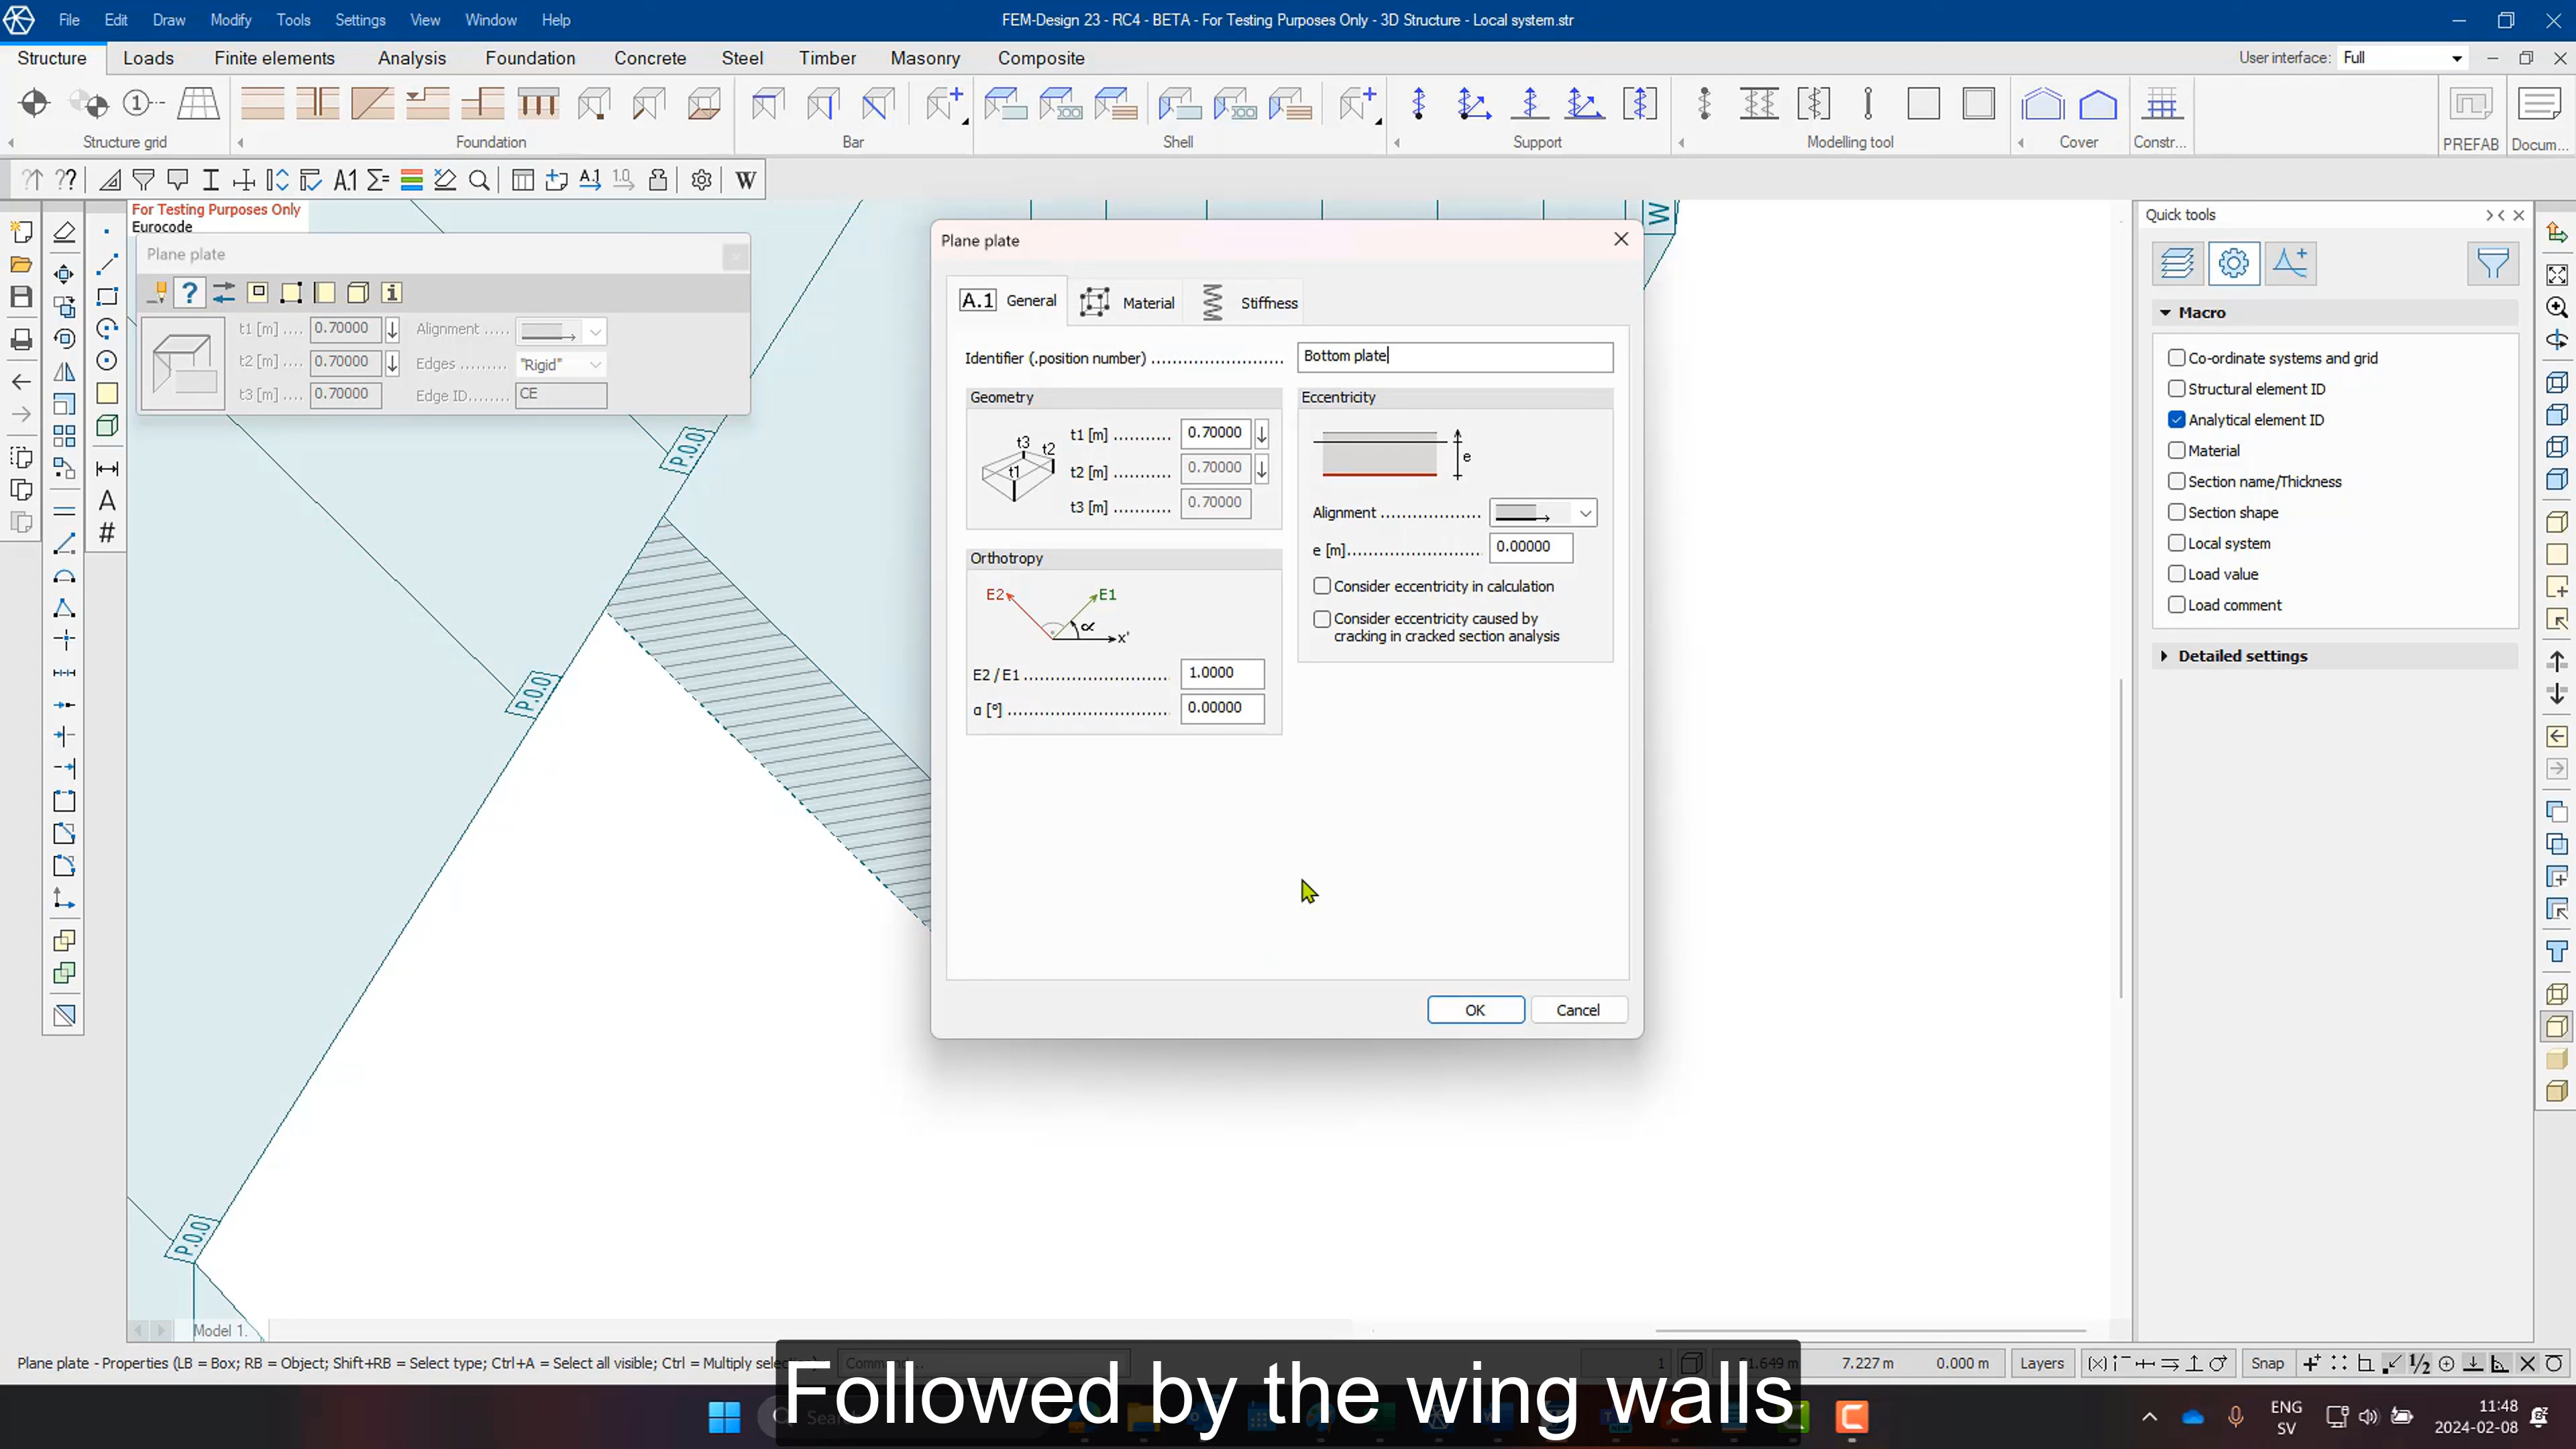 File Edit Draw Modify Tools Settings View Window Help
FEM-Design 23 - RC4 - BETA - For Testing Purposes Only - 3D Structure - Local system.str
Structure Loads Finite elements Analysis Foundation Concrete Steel Timber Masonry Composite
User interface: Full
Structure grid Foundation Bar Shell Support Modelling tool Cover Constr... PREFAB Docum...
For Testing Purposes Only
Eurocode
Plane plate
t1 [m] .... 0.70000 Alignment .....
t2 [m] .... 0.70000 Edges ......... "Rigid"
t3 [m] .... 0.70000 Edge ID....... CE
P.0.0
P.0.0
P.0.0
W
Plane plate
A.1 General Material Stiffness
Identifier (.position number) ........................ Bottom plate
Geometry
t3 t2 t1
t1 [m] ........... 0.70000
t2 [m] ........... 0.70000
t3 [m] ........... 0.70000
Eccentricity
e
Alignment ..................
e [m]........................ 0.00000
Consider eccentricity in calculation
Consider eccentricity caused by
cracking in cracked section analysis
Orthotropy
E2 E1 α x'
E2 / E1 ........................... 1.0000
α [°] ............................. 0.00000
OK Cancel
Quick tools
Macro
Co-ordinate systems and grid
Structural element ID
Analytical element ID
Material
Section name/Thickness
Section shape
Local system
Load value
Load comment
Detailed settings
Model 1.
Plane plate - Properties (LB = Box; RB = Object; Shift+RB = Select type; Ctrl+A = Select all visible; Ctrl = Multiply
7.227 m 0.000 m Layers Snap
Followed by the wing walls
ENG
SV
11:48
2024-02-08